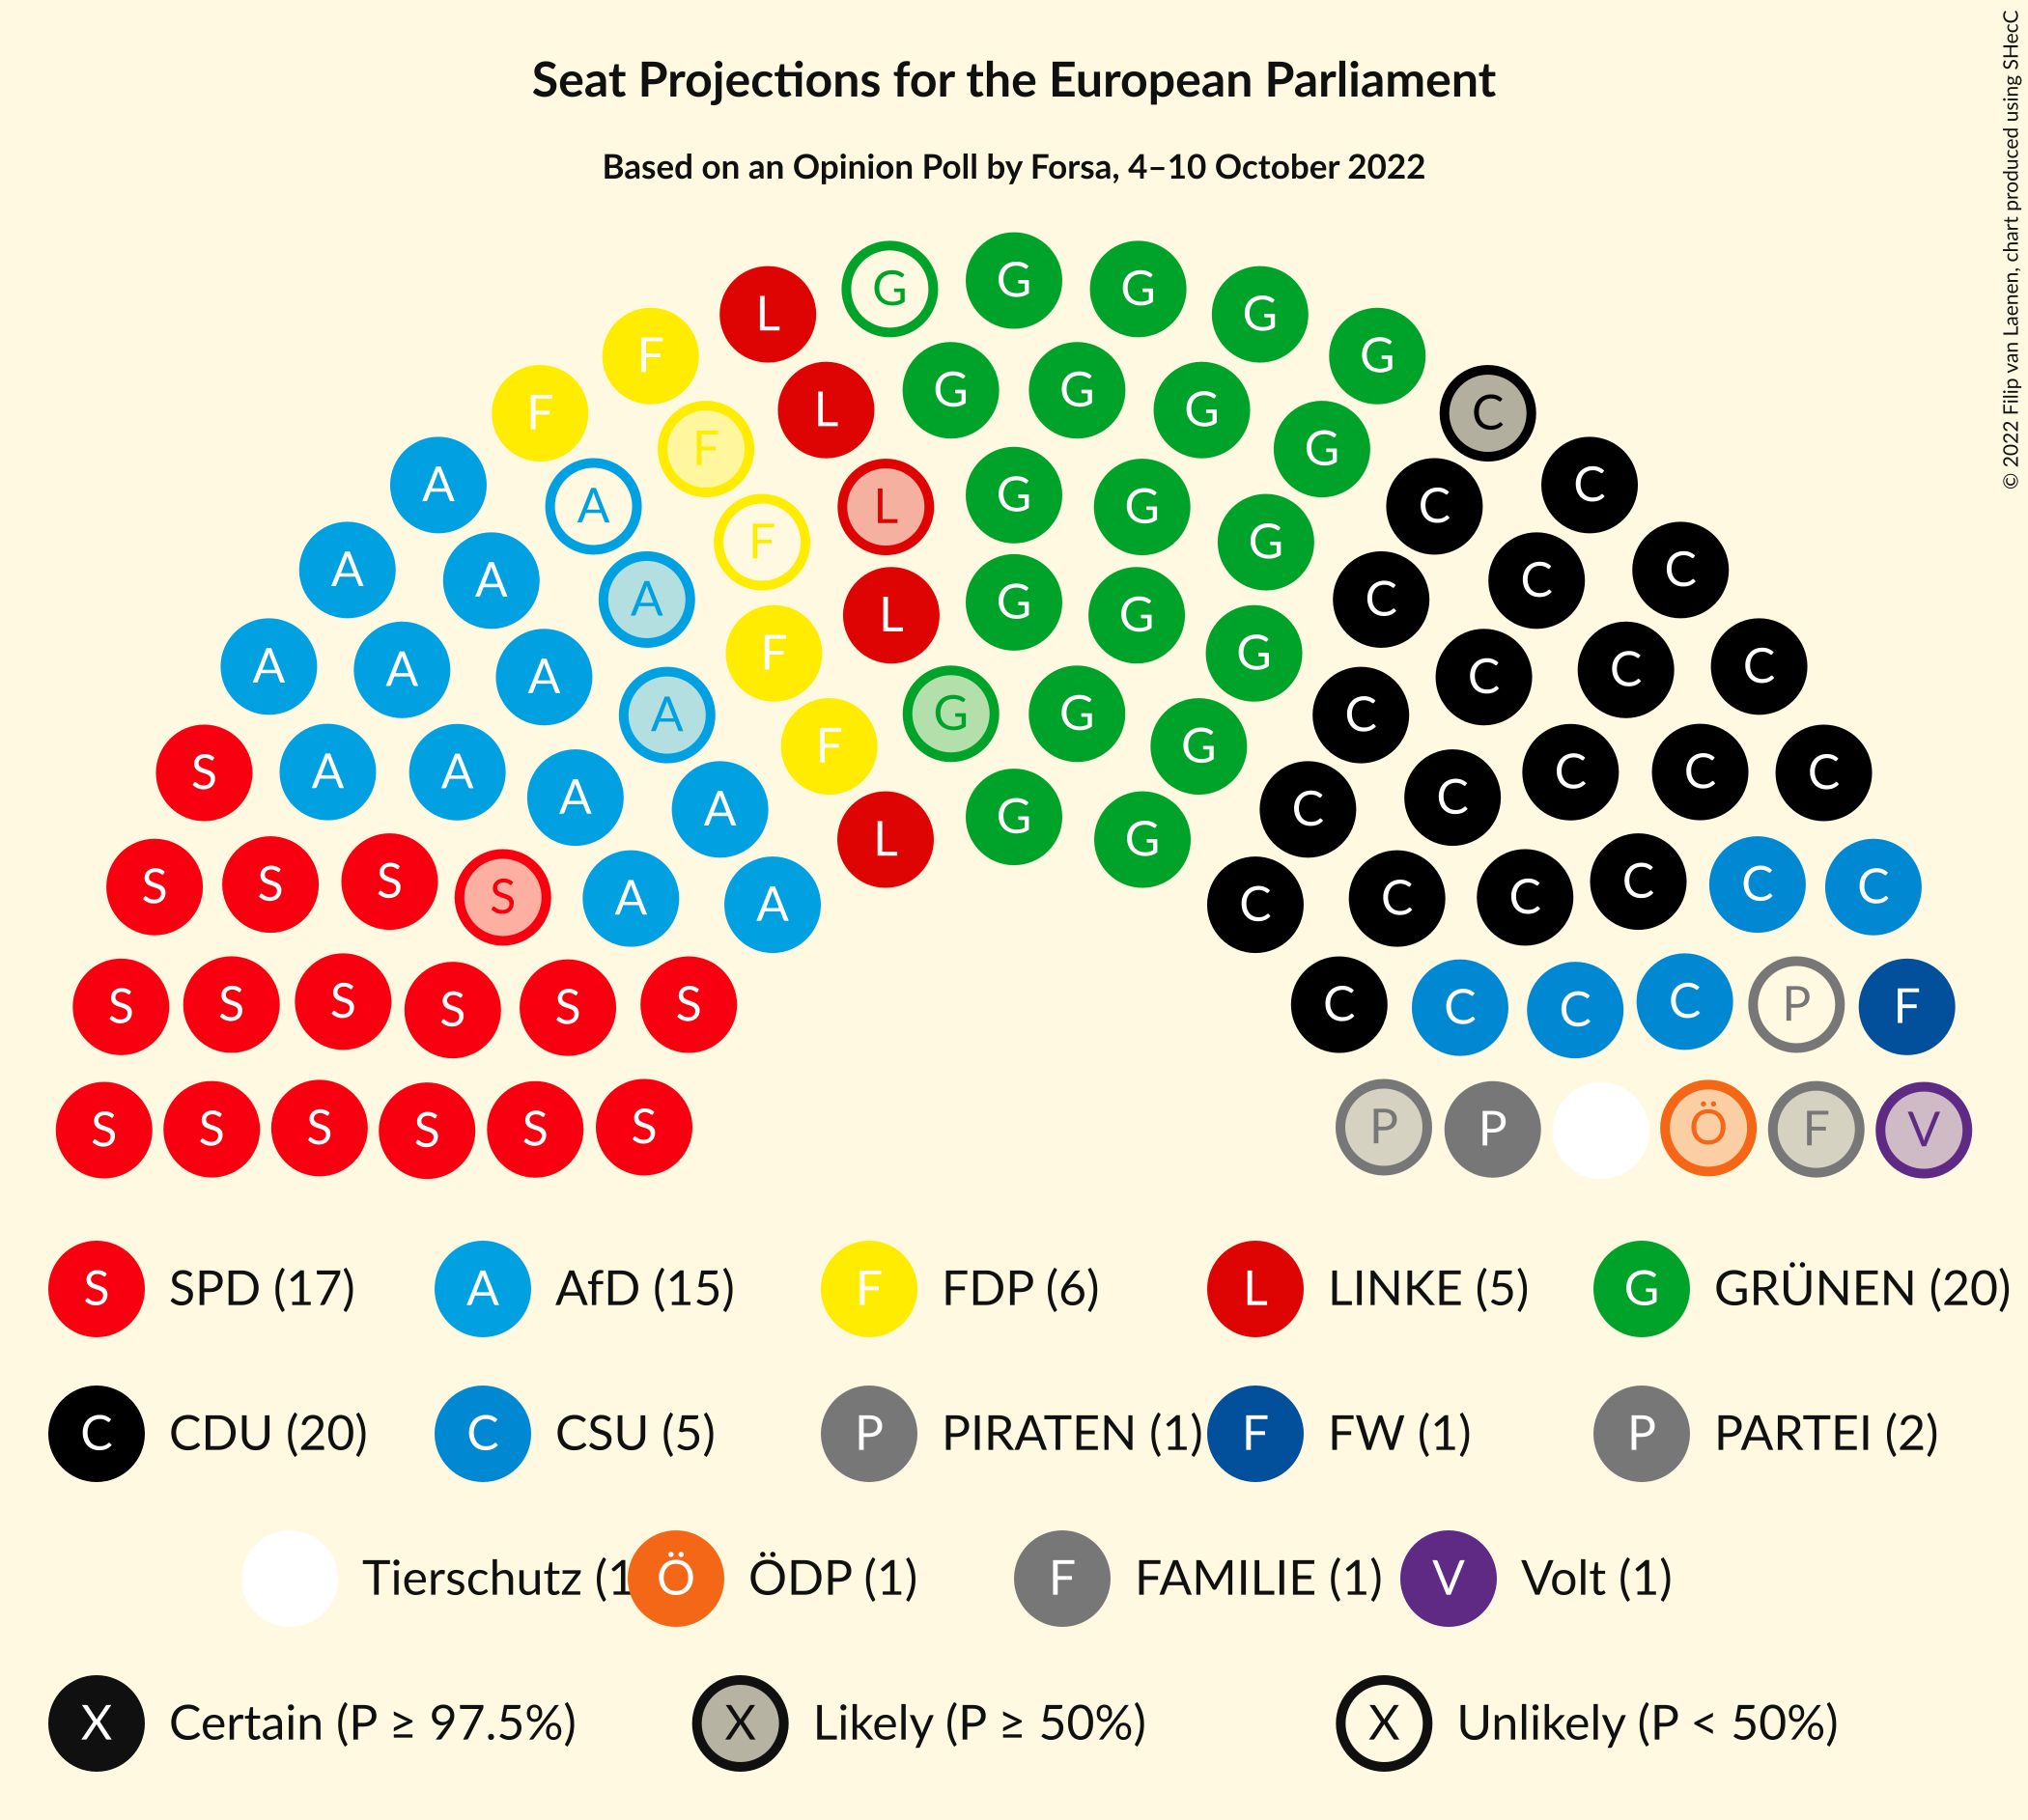 Seat Projections for the European Parliament
Based on an Opinion Poll by Forsa, 4–10 October 2022
© 2022 Filip van Laenen, chart produced using SHecC
G G G
L G
F F G
F L G G G C
F G
A A L G G C C
A F G
A A A L G G C C C
A F G G C
A A A A G G G C C C C
S A A A A F G C C C C C
L G G
S S S S A A C C C C C C
S S S S S S C C C C P F
S S S S S S P P Ö F V
S SPD (17) A AfD (15) F FDP (6) L LINKE (5) G GRÜNEN (20)
C CDU (20) C CSU (5) P PIRATEN (1) F FW (1) P PARTEI (2)
Tierschutz (1 Ö ÖDP (1) F FAMILIE (1) V Volt (1)
X Certain (P ≥ 97.5%) X Likely (P ≥ 50%) X Unlikely (P < 50%)